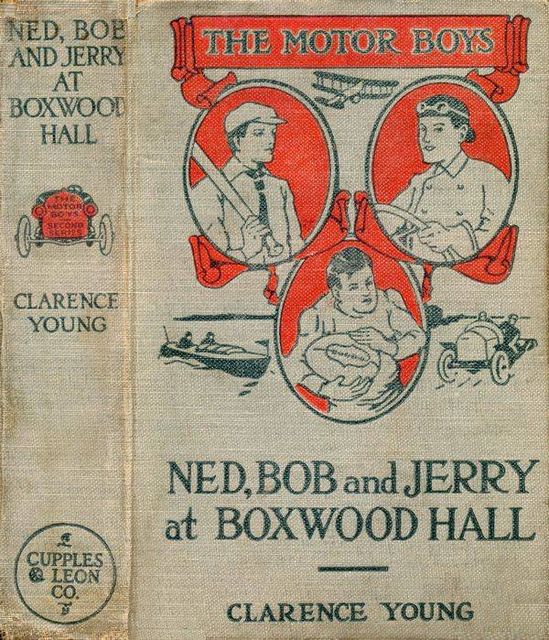 NED, BOB
AND JERRY
AT
BOXWOOD
HALL
THE
MOTOR
BOYS
SECOND
SERIES
CLARENCE
YOUNG
CUPPLES
& LEON
CO.
THE MOTOR BOYS
NED, BOB and JERRY
at BOXWOOD HALL
CLARENCE YOUNG